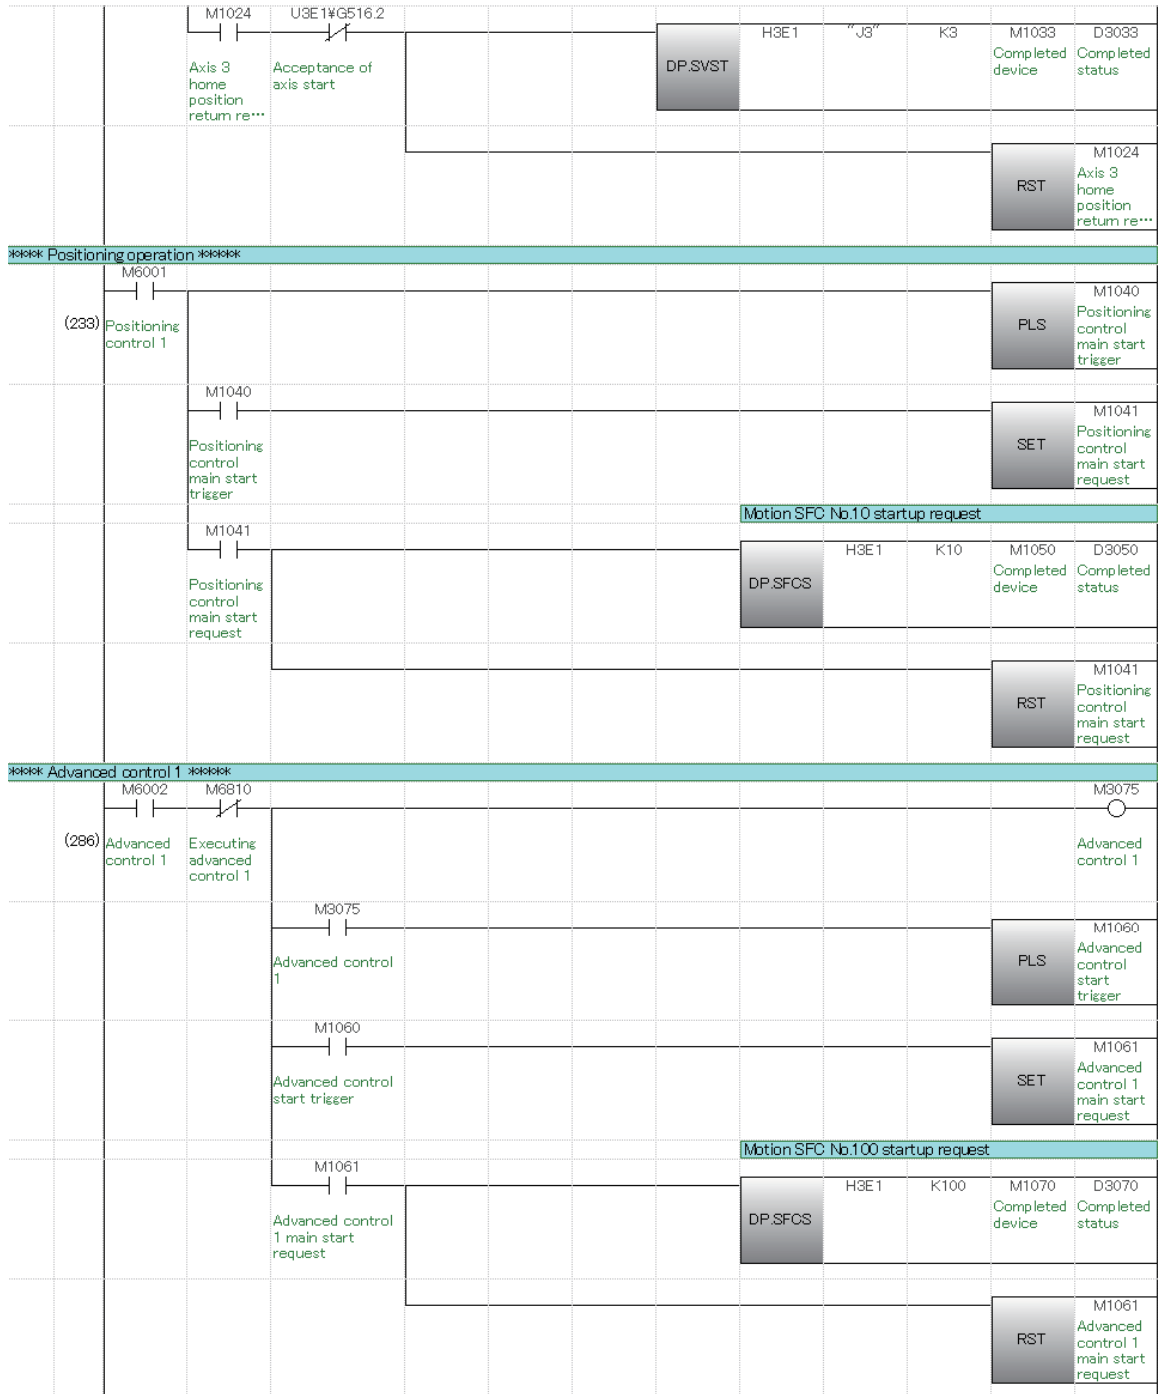 M1024 U3E1¥G516.2
DP.SVST H3E1 "J3" K3 M1033 D3033
Axis 3 home position return re… Acceptance of axis start Completed device Completed status
RST M1024
Axis 3 home position return re…
***** Positioning operation *****
M6001
(233) Positioning control 1
PLS M1040
Positioning control main start trigger
M1040
Positioning control main start trigger
SET M1041
Positioning control main start request
Motion SFC No.10 startup request
M1041
Positioning control main start request
DP.SFCS H3E1 K10 M1050 D3050
Completed device Completed status
RST M1041
Positioning control main start request
***** Advanced control 1 *****
M6002 M6810 M3075
(286) Advanced control 1 Executing advanced control 1 Advanced control 1
M3075
Advanced control 1
PLS M1060
Advanced control start trigger
M1060
Advanced control start trigger
SET M1061
Advanced control 1 main start request
Motion SFC No.100 startup request
M1061
Advanced control 1 main start request
DP.SFCS H3E1 K100 M1070 D3070
Completed device Completed status
RST M1061
Advanced control 1 main start request